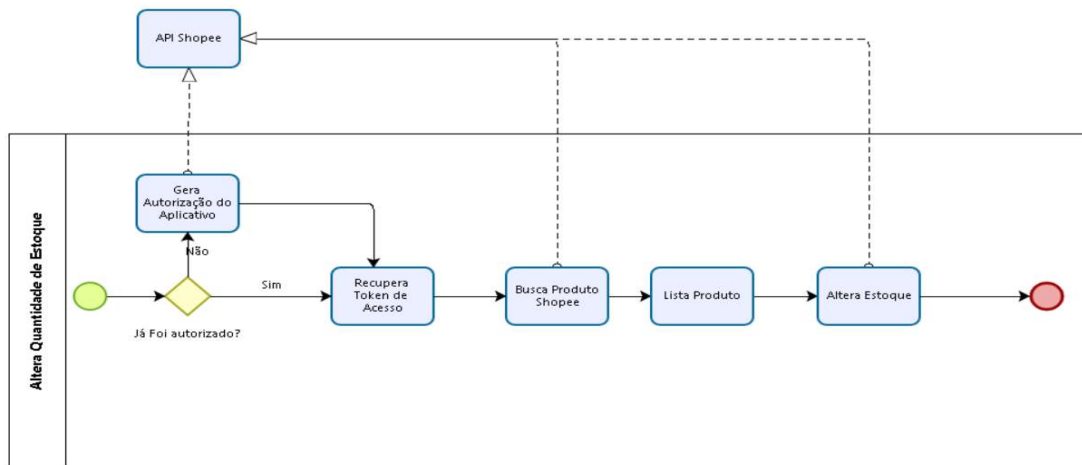 API Shopee
Altera Quantidade de Estoque
Gera
Autorização do
Aplicativo
Não
Sim
Já Foi autorizado?
Recupera
Token de
Acesso
Busca Produto
Shopee
Lista Produto
Altera Estoque